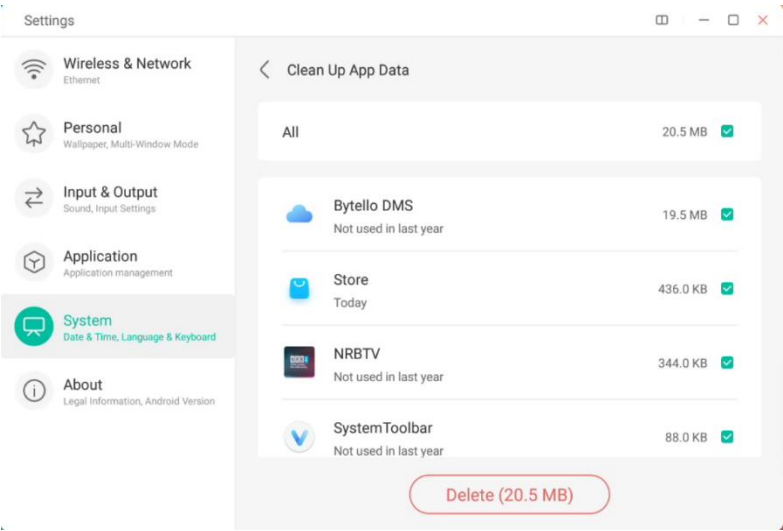 Settings
Wireless & Network
Ethernet
Personal
Wallpaper, Multi-Window Mode
Input & Output
Sound, Input Settings
Application
Application management
System
Date & Time, Language & Keyboard
About
Legal Information, Android Version
Clean Up App Data
All 20.5 MB
Bytello DMS
Not used in last year
19.5 MB
Store
Today
436.0 KB
NRBTV
Not used in last year
344.0 KB
SystemToolbar
Not used in last year
88.0 KB
Delete (20.5 MB)